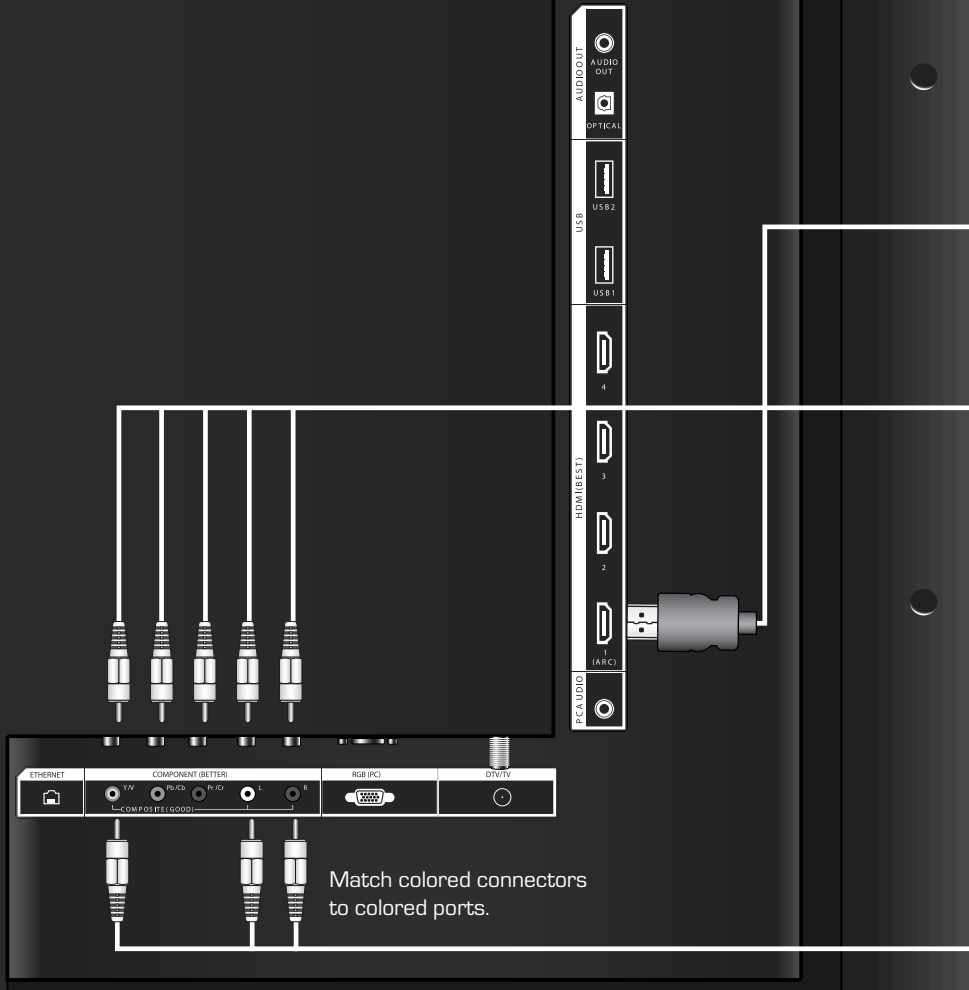 AUDIO OUT
AUDIO
OUT
OPTICAL
USB
USB2
USB1
HDMI(BEST)
4
3
2
1
(ARC)
PC AUDIO
ETHERNET
COMPONENT (BETTER)
RGB (PC)
DTV/TV
Y/V
Pb/Cb
Pr/Cr
L
R
COMPOSITE(GOOD)
Match colored connectors
to colored ports.